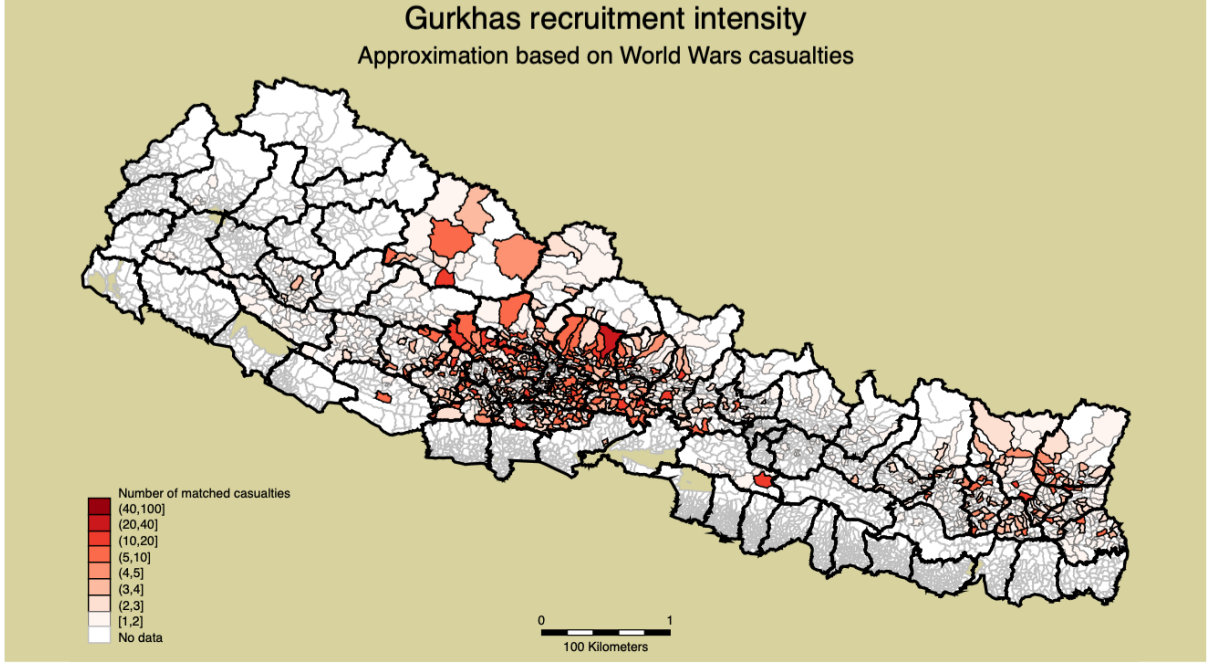 Gurkhas recruitment intensity
Approximation based on World Wars casualties
Number of matched casualties
(40,100]
(20,40]
(10,20]
(5,10]
(4,5]
(3,4]
(2,3]
[1,2]
No data
0 1
100 Kilometers